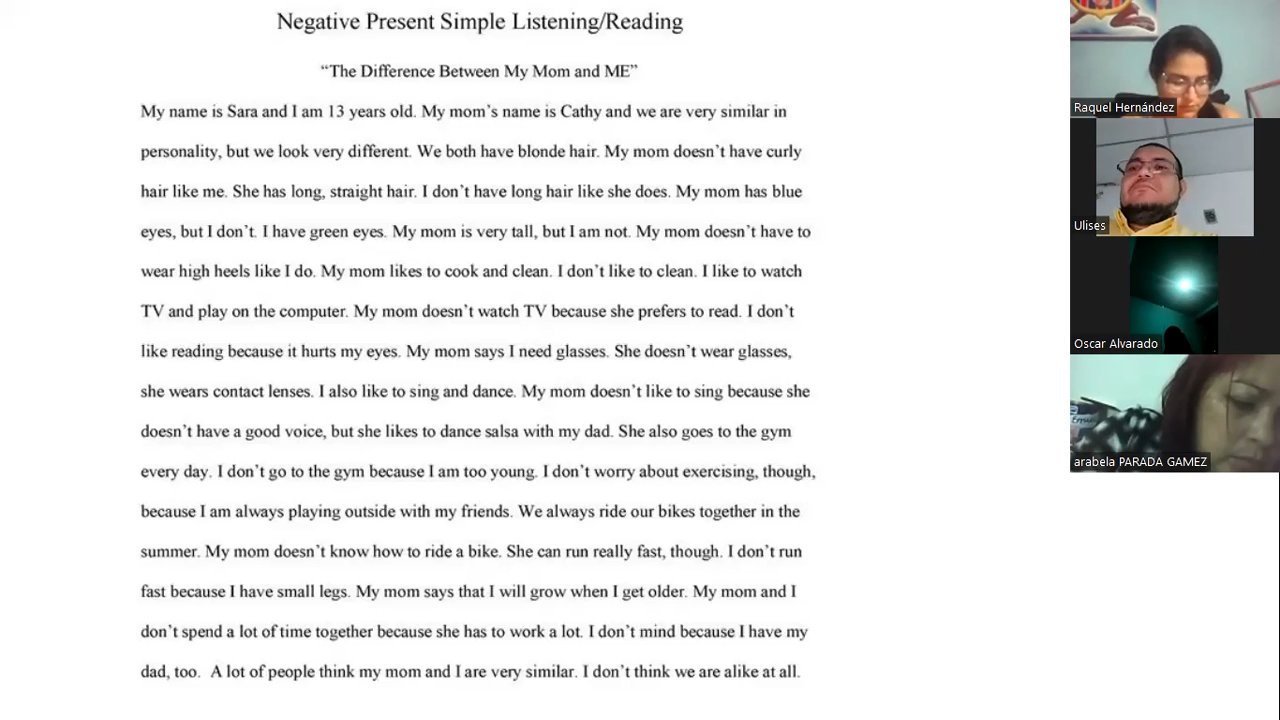 Negative Present Simple Listening/Reading
“The Difference Between My Mom and ME”
My name is Sara and I am 13 years old. My mom’s name is Cathy and we are very similar in
personality, but we look very different. We both have blonde hair. My mom doesn’t have curly
hair like me. She has long, straight hair. I don’t have long hair like she does. My mom has blue
eyes, but I don’t. I have green eyes. My mom is very tall, but I am not. My mom doesn’t have to
wear high heels like I do. My mom likes to cook and clean. I don’t like to clean. I like to watch
TV and play on the computer. My mom doesn’t watch TV because she prefers to read. I don’t
like reading because it hurts my eyes. My mom says I need glasses. She doesn’t wear glasses,
she wears contact lenses. I also like to sing and dance. My mom doesn’t like to sing because she
doesn’t have a good voice, but she likes to dance salsa with my dad. She also goes to the gym
every day. I don’t go to the gym because I am too young. I don’t worry about exercising, though,
because I am always playing outside with my friends. We always ride our bikes together in the
summer. My mom doesn’t know how to ride a bike. She can run really fast, though. I don’t run
fast because I have small legs. My mom says that I will grow when I get older. My mom and I
don’t spend a lot of time together because she has to work a lot. I don’t mind because I have my
dad, too.  A lot of people think my mom and I are very similar. I don’t think we are alike at all.
Raquel Hernández
Ulises
Oscar Alvarado
arabela PARADA GAMEZ